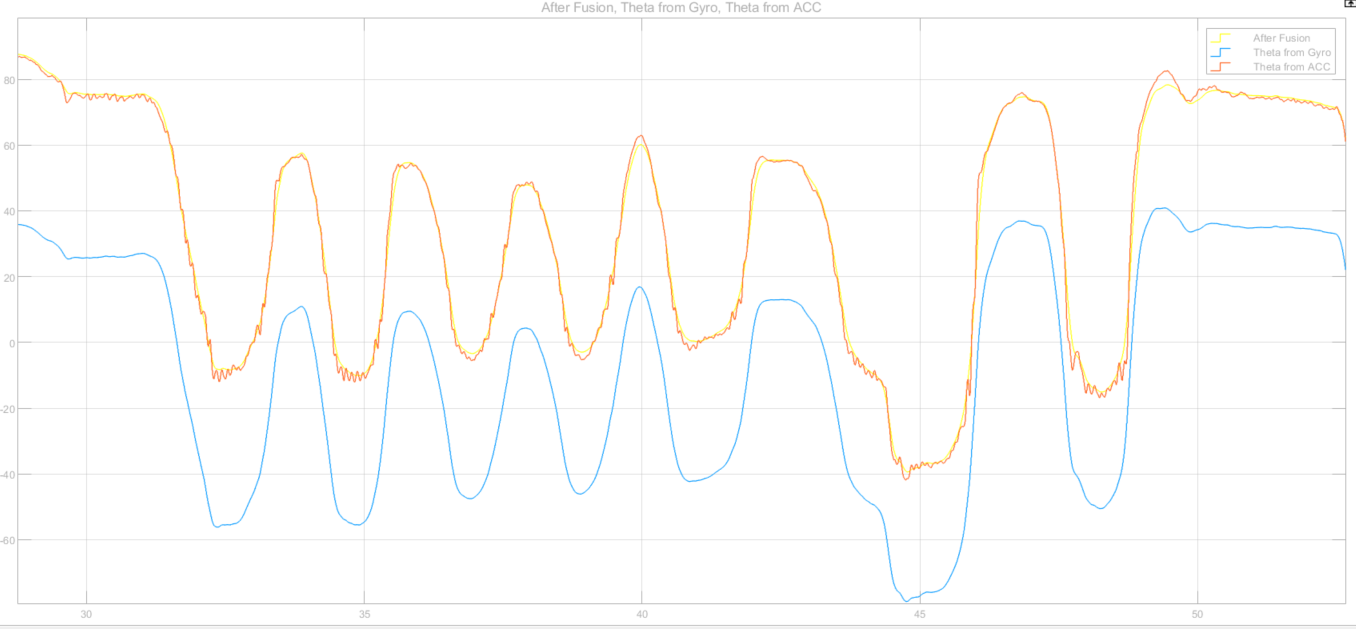 After Fusion, Theta from Gyro, Theta from ACC
After Fusion
Theta from Gyro
Theta from ACC
80
60
40
20
0
-20
-40
-60
30 35 40 45 50